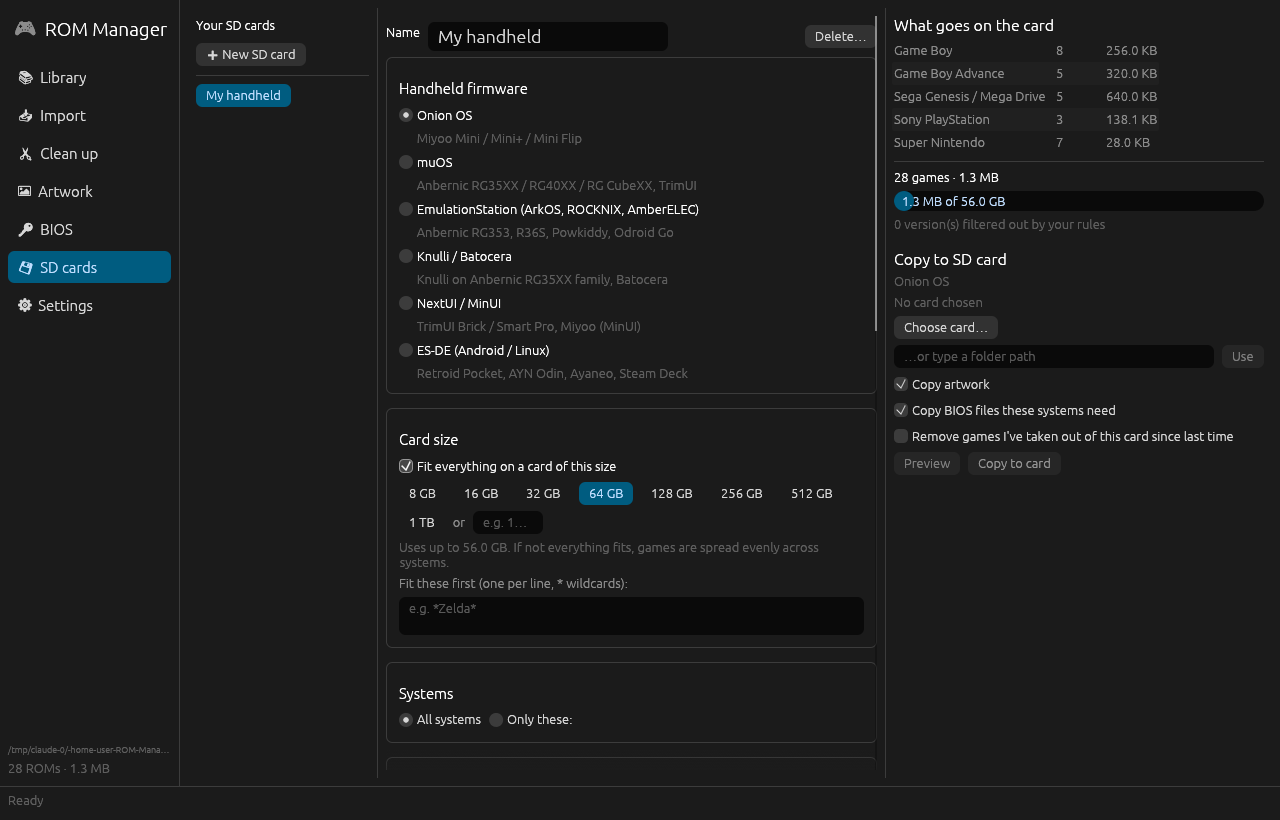 ROM Manager
Library
Import
Clean up
Artwork
BIOS
SD cards
Settings
/tmp/claude-0/-home-user-ROM-Mana…
28 ROMs · 1.3 MB
Ready
Your SD cards
+ New SD card
My handheld
Name My handheld Delete…
Handheld firmware
Onion OS
Miyoo Mini / Mini+ / Mini Flip
muOS
Anbernic RG35XX / RG40XX / RG CubeXX, TrimUI
EmulationStation (ArkOS, ROCKNIX, AmberELEC)
Anbernic RG353, R36S, Powkiddy, Odroid Go
Knulli / Batocera
Knulli on Anbernic RG35XX family, Batocera
NextUI / MinUI
TrimUI Brick / Smart Pro, Miyoo (MinUI)
ES-DE (Android / Linux)
Retroid Pocket, AYN Odin, Ayaneo, Steam Deck
Card size
Fit everything on a card of this size
8 GB 16 GB 32 GB 64 GB 128 GB 256 GB 512 GB
1 TB or e.g. 1…
Uses up to 56.0 GB. If not everything fits, games are spread evenly across
systems.
Fit these first (one per line, * wildcards):
e.g. *Zelda*
Systems
All systems Only these:
What goes on the card
Game Boy 8 256.0 KB
Game Boy Advance 5 320.0 KB
Sega Genesis / Mega Drive 5 640.0 KB
Sony PlayStation 3 138.1 KB
Super Nintendo 7 28.0 KB
28 games · 1.3 MB
1.3 MB of 56.0 GB
0 version(s) filtered out by your rules
Copy to SD card
Onion OS
No card chosen
Choose card…
…or type a folder path Use
Copy artwork
Copy BIOS files these systems need
Remove games I've taken out of this card since last time
Preview Copy to card